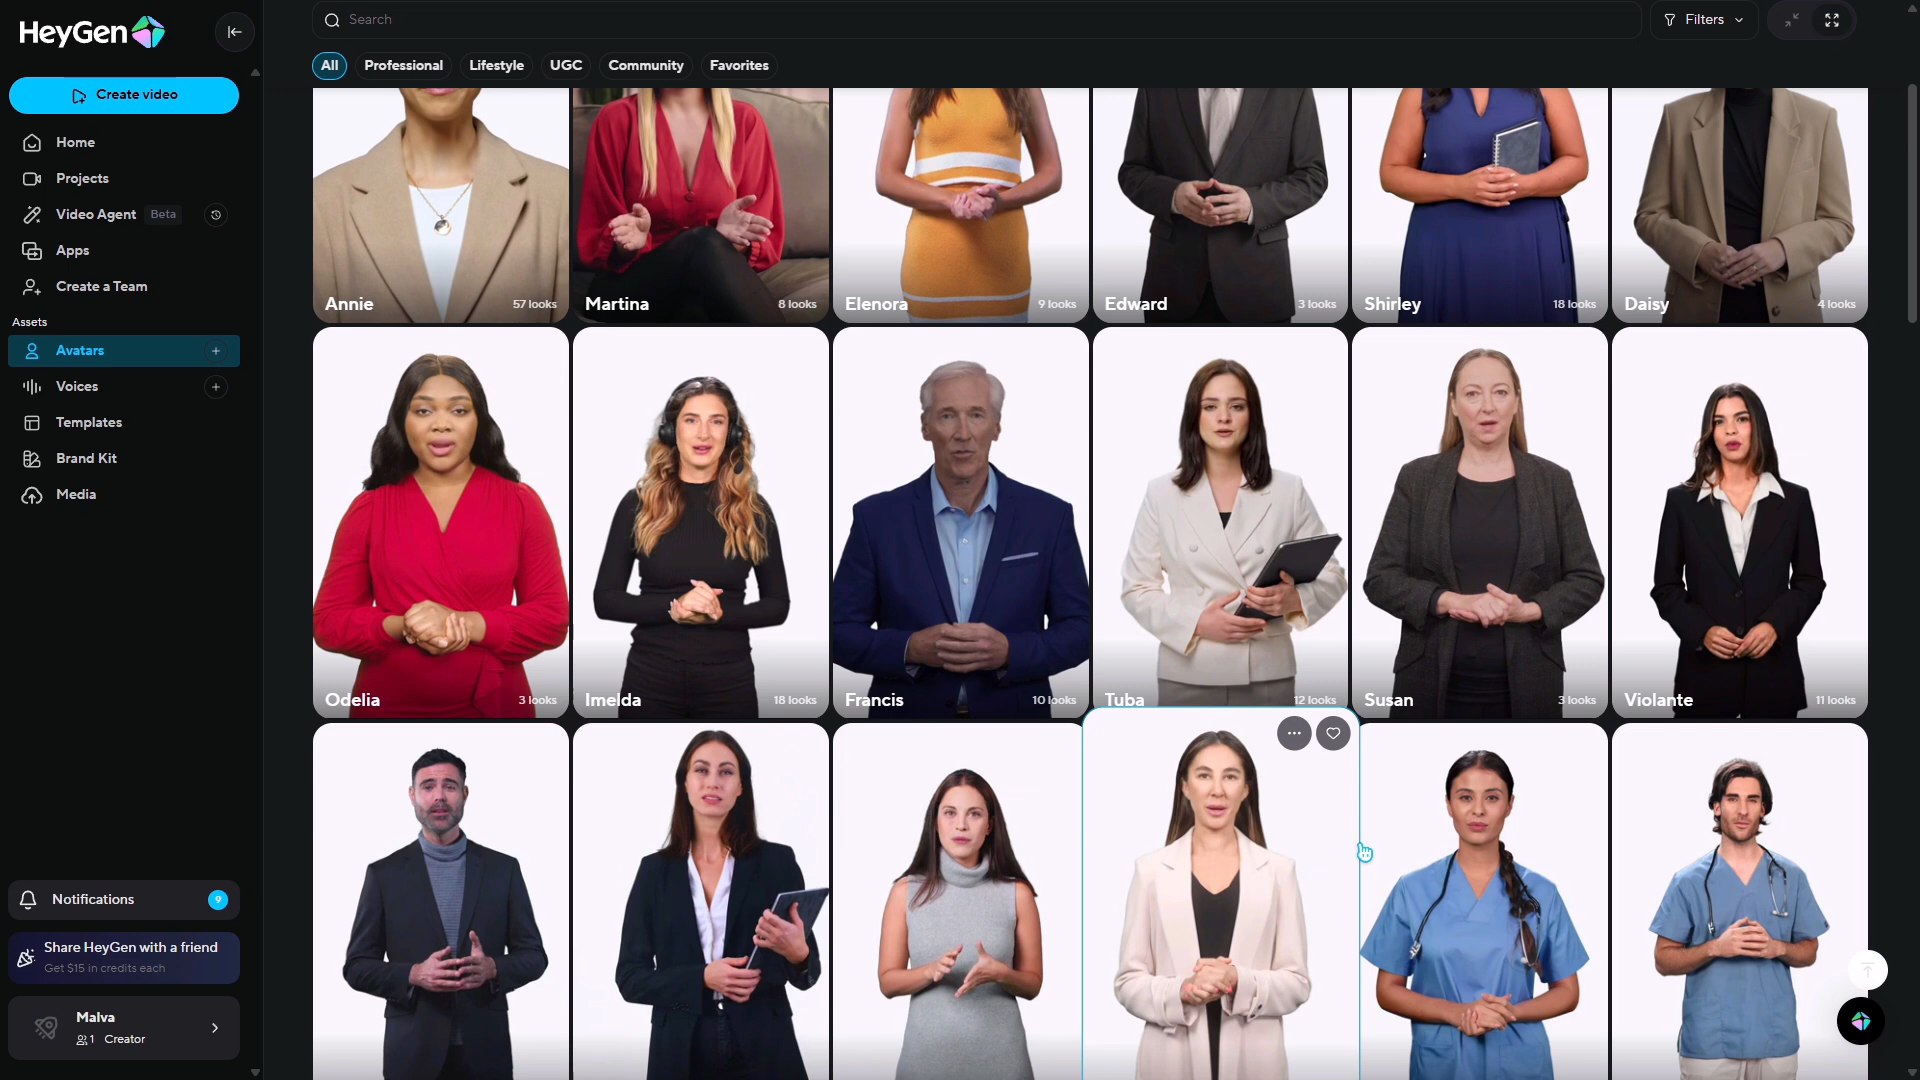 HeyGen
Search
Filters
All
Professional
Lifestyle
UGC
Community
Favorites
Create video
Home
Projects
Video Agent Beta
Apps
Create a Team
Assets
Avatars
Voices
Templates
Brand Kit
Media
Notifications 9
Share HeyGen with a friend
Get $15 in credits each
Malva
1 Creator
Annie 57 looks
Martina 8 looks
Elenora 9 looks
Edward 3 looks
Shirley 18 looks
Daisy 4 looks
Odelia 3 looks
Imelda 18 looks
Francis 10 looks
Tuba 12 looks
Susan 3 looks
Violante 11 looks